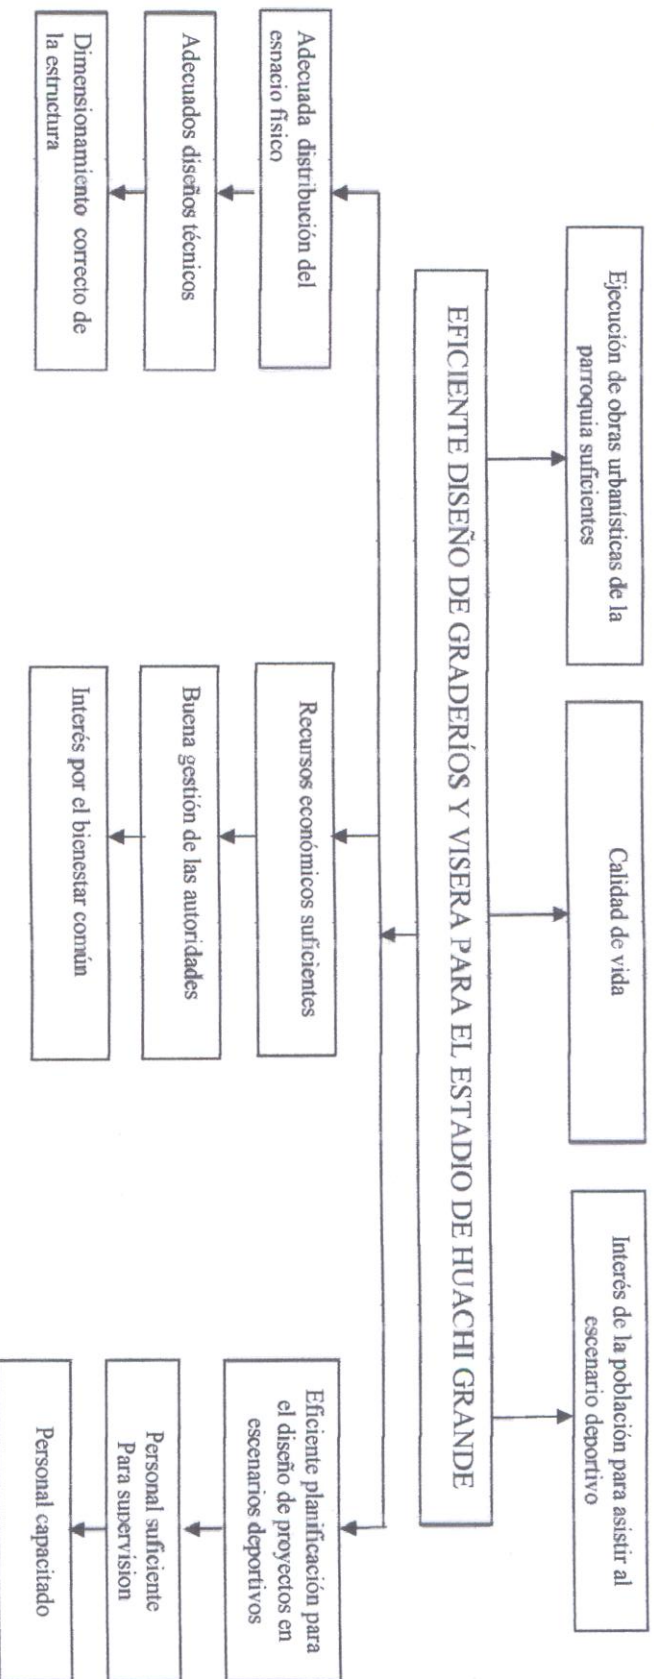 Ejecución de obras urbanísticas de la
parroquia suficientes
Calidad de vida
Interés de la población para asistir al
escenario deportivo
EFICIENTE DISEÑO DE GRADERÍOS Y VISERA PARA EL ESTADIO DE HUACHI GRANDE
Adecuada distribución del
espacio físico
Adecuados diseños técnicos
Dimensionamiento correcto de
la estructura
Recursos económicos suficientes
Buena gestión de las autoridades
Interés por el bienestar común
Eficiente planificación para
el diseño de proyectos en
escenarios deportivos
Personal suficiente
Para supervision
Personal capacitado